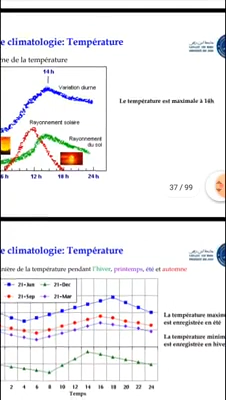 e climatologie: Température
ne de la température
14 h
Variation diurne
Le température est maximale à 14h
Rayonnement solaire
Rayonnement
du sol
6 h 12 h 18 h 24 h
37 / 99
e climatologie: Température
nière de la température pendant l'hiver, printemps, été et automne
21-Jun 21-Dec
21-Sep 21-Mar
La température maxim
est enregistrée en été
La température minim
est enregistrée en hive
2 4 6 8 10 12 14 16 18 20 22 24
Temps